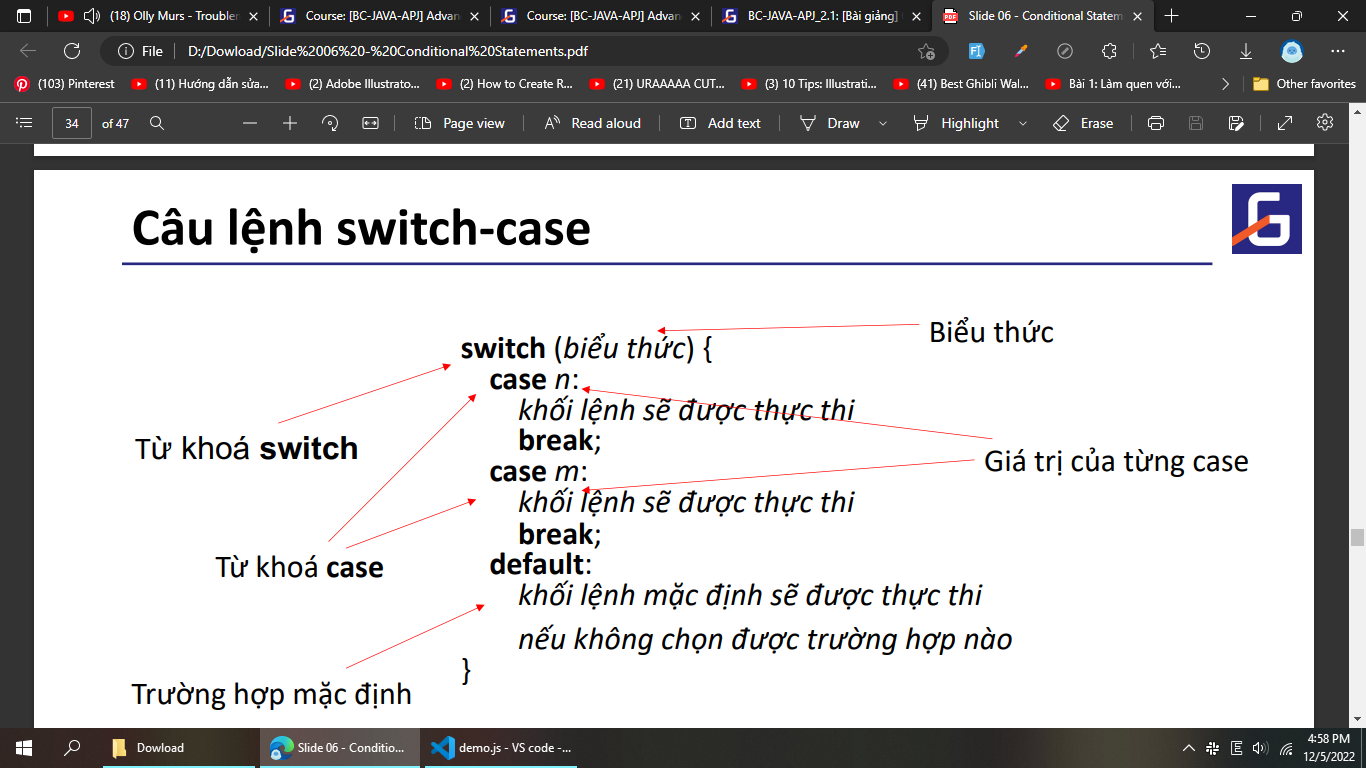 (18) Olly Murs - Troubler
Course: [BC-JAVA-APJ] Advan
Course: [BC-JAVA-APJ] Advan
BC-JAVA-APJ_2.1: [Bài giảng]
Slide 06 - Conditional Statem
File
D:/Dowload/Slide%2006%20-%20Conditional%20Statements.pdf
(103) Pinterest
(11) Hướng dẫn sửa...
(2) Adobe Illustrato...
(2) How to Create R...
(21) URAAAAA CUT...
(3) 10 Tips: Illustrati...
(41) Best Ghibli Wal...
Bài 1: Làm quen với...
Other favorites
34
of 47
Page view
Read aloud
Add text
Draw
Highlight
Erase
Câu lệnh switch-case
Biểu thức
switch (biểu thức) {
case n:
khối lệnh sẽ được thực thi
break;
Từ khoá switch
Giá trị của từng case
case m:
khối lệnh sẽ được thực thi
break;
Từ khoá case
default:
khối lệnh mặc định sẽ được thực thi
nếu không chọn được trường hợp nào
}
Trường hợp mặc định
Dowload
Slide 06 - Conditio...
demo.js - VS code -...
4:58 PM
12/5/2022